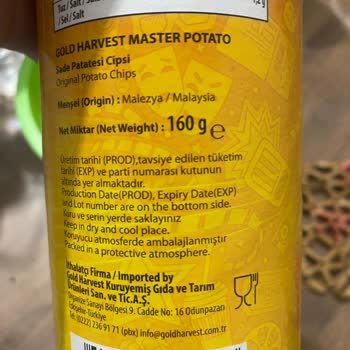 Tuz / Salt / Su
/ Sel / Salt
GOLD HARVEST MASTER POTATO
Sade Patatesi Cipsi
Original Potato Chips
Menşei (Origin) : Malezya / Malaysia
Net Miktar (Net Weight) : 160 g e
Üretim tarihi (PROD),tavsiye edilen tüketim
tarihi (EXP) ve parti numarası kutunun
altında yer almaktadır.
Production Date(PROD), Expiry Date(EXP)
and Lot number are on the bottom side.
Kuru ve serin yerde saklayınız
Keep in dry and cool place.
Koruyucu atmosferde ambalajlanmıştır
Packed in a protective atmosphere.
İthalatçı Firma / Imported by
Gold Harvest Kuruyemiş Gıda ve Tarım
Ürünleri San. ve Tic.A.Ş.
Organize Sanayi Bölgesi 9. Cadde No: 16 Odunpazarı
Eskişehir-Türkiye
Tel: (0222) 236 91 71 (pbx) info@goldharvest.com.tr